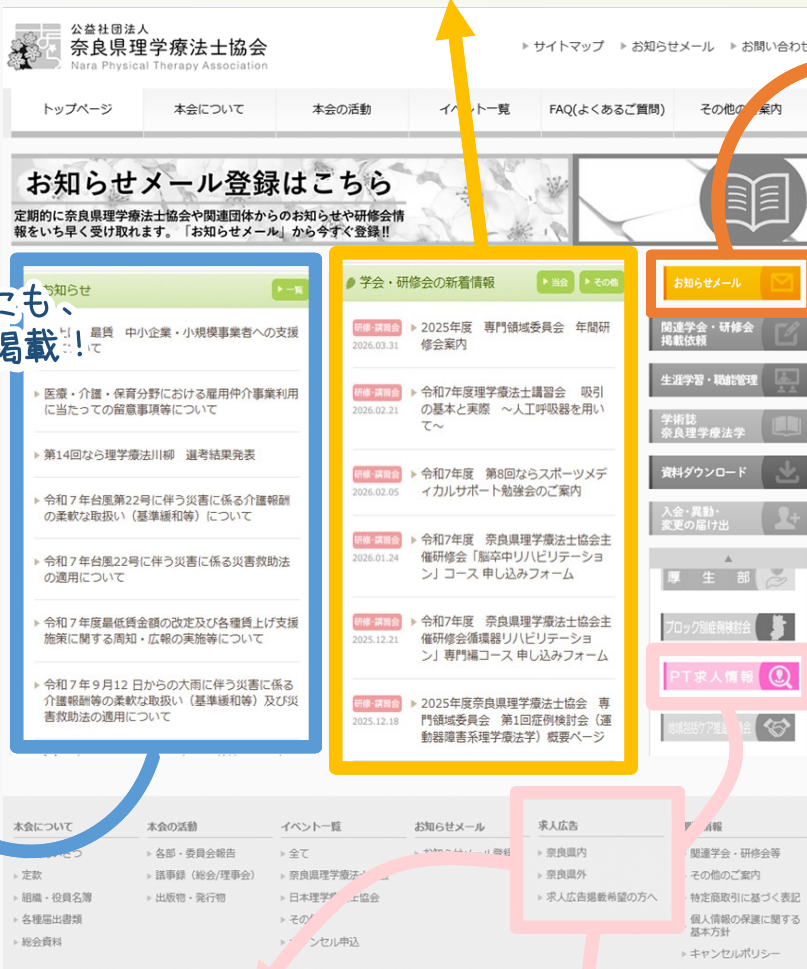 公益社団法人
奈良県理学療法士協会
Nara Physical Therapy Association
サイトマップ お知らせメール お問い合わせ
トップページ 本会について 本会の活動 イベント一覧 FAQ(よくあるご質問) その他の 案内
お知らせメール登録はこちら
定期的に奈良県理学療法士協会や関連団体からのお知らせや研修会情
報をいち早く受け取れます。「お知らせメール」から今すぐ登録!!
お知らせ
一覧
にも、
掲載！
最賃 中小企業・小規模事業者への支援
いて
医療・介護・保育分野における雇用仲介事業利用
に当たっての留意事項等について
第14回なら理学療法川柳 選考結果発表
令和７年台風第22号に伴う災害に係る介護報酬
の柔軟な取扱い（基準緩和等）について
令和７年台風22号に伴う災害に係る災害救助法
の適用について
令和７年度最低賃金額の改定及び各種賃上げ支援
施策に関する周知・広報の実施等について
令和７年９月12 日からの大雨に伴う災害に係る
介護報酬等の柔軟な取扱い（基準緩和等）及び災
害救助法の適用について
学会・研修会の新着情報
当会 その他
研修・講習会 2025年度 専門領域委員会 年間研
2026.03.31 修会案内
研修・講習会 令和7年度理学療法士講習会 吸引
2026.02.21 の基本と実際 ～人工呼吸器を用い
て～
研修・講習会 令和7年度 第8回ならスポーツメデ
2026.02.05 ィカルサポート勉強会のご案内
研修・講習会 令和7年度 奈良県理学療法士協会主
2026.01.24 催研修会「脳卒中リハビリテーショ
ン」コース 申し込みフォーム
研修・講習会 令和7年度 奈良県理学療法士協会主
2025.12.21 催研修会循環器リハビリテーショ
ン」専門編コース 申し込みフォーム
研修・講習会 2025年度奈良県理学療法士協会 専
2025.12.18 門領域委員会 第1回症例検討会（運
動器障害系理学療法学）概要ページ
お知らせメール
関連学会・研修会
掲載依頼
生涯学習・職能管理
学術誌
奈良理学療法学
資料ダウンロード
入会・異動・
変更の届け出
厚 生 部
ブロック別症例検討会
PT求人情報
地域包括ケア推進委員会
本会について
定款
組織・役員名簿
各種届出書類
総会資料
本会の活動
各部・委員会報告
議事録（総会/理事会）
出版物・発行物
イベント一覧
全て
奈良県理学療法士
日本理学 士協会
その
ンセル申込
お知らせメール
お知らせメール登録
求人広告
奈良県内
奈良県外
求人広告掲載希望の方へ
情報
関連学会・研修会等
その他のご案内
特定商取引に基づく表記
個人情報の保護に関する
基本方針
キャンセルポリシー